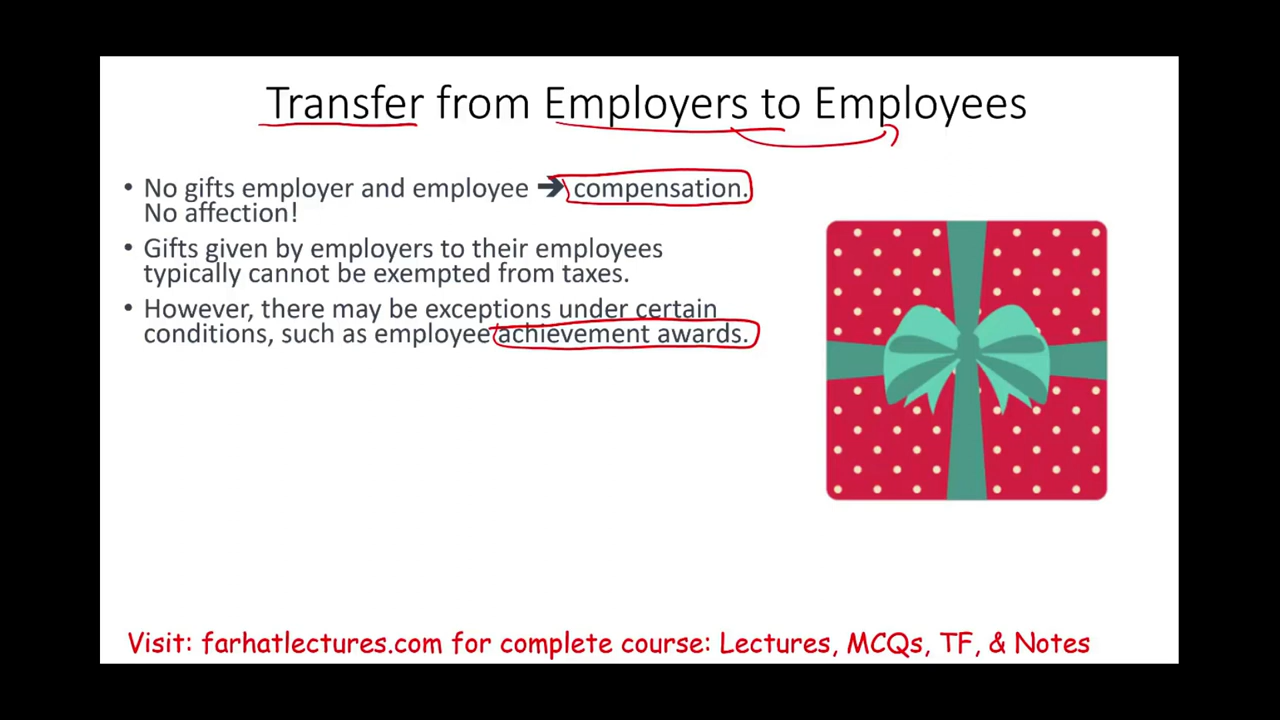 Transfer from Employers to Employees
• No gifts employer and employee ➔ compensation.
No affection!
• Gifts given by employers to their employees
typically cannot be exempted from taxes.
• However, there may be exceptions under certain
conditions, such as employee achievement awards.
Visit: farhatlectures.com for complete course: Lectures, MCQs, TF, & Notes